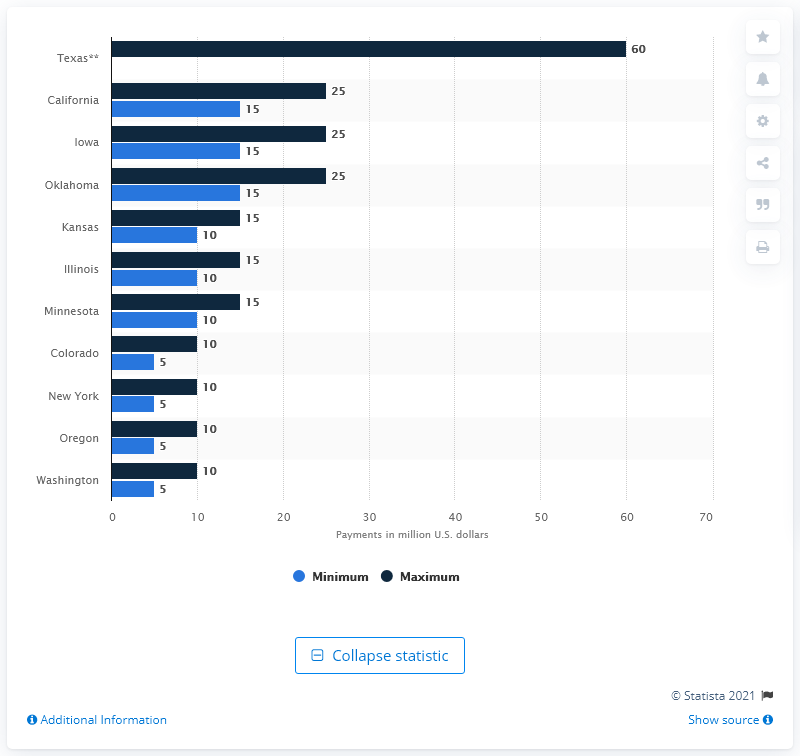 Texas**
60
California
25
15
Iowa
25
15
Oklahoma
25
15
Kansas
15
10
Illinois
15
10
Minnesota
15
10
Colorado
10
5
New York
10
5
Oregon
10
5
Washington
10
5
0 10 20 30 40 50 60 70
Payments in million U.S. dollars
Minimum Maximum
Collapse statistic
© Statista 2021
Additional Information
Show source